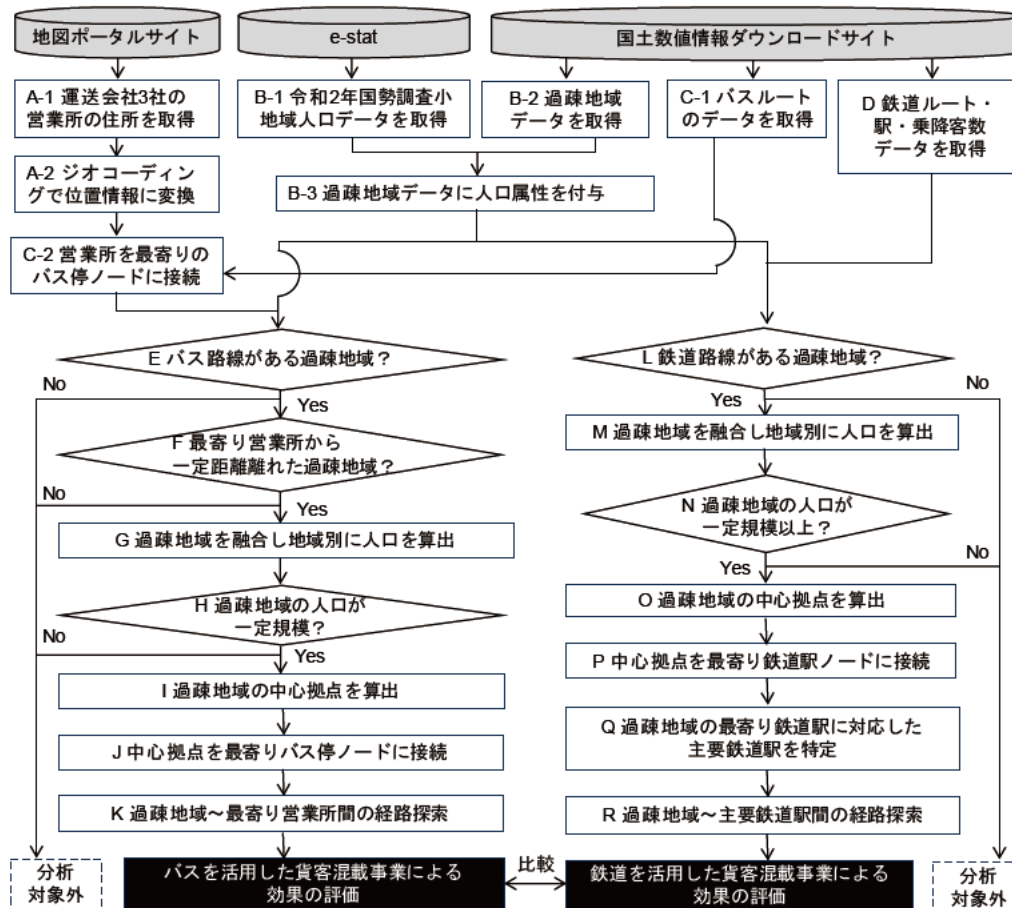 地図ポータルサイト
e-stat
国土数値情報ダウンロードサイト
A-1 運送会社3社の
営業所の住所を取得
B-1 令和2年国勢調査小
地域人口データを取得
B-2 過疎地域
データを取得
C-1 バスルート
のデータを取得
D 鉄道ルート・
駅・乗降客数
データを取得
A-2 ジオコーディ
ングで位置情報に変換
B-3 過疎地域データに人口属性を付与
C-2 営業所を最寄りの
バス停ノードに接続
E バス路線がある過疎地域？
No
Yes
F 最寄り営業所から
一定距離離れた過疎地域？
No
Yes
G 過疎地域を融合し地域別に人口を算出
H 過疎地域の人口が
一定規模？
No
Yes
I 過疎地域の中心拠点を算出
J 中心拠点を最寄りバス停ノードに接続
K 過疎地域～最寄り営業所間の経路探索
分析
対象外
バスを活用した貨客混載事業による
効果の評価
比較
L 鉄道路線がある過疎地域？
No
Yes
M 過疎地域を融合し地域別に人口を算出
N 過疎地域の人口が
一定規模以上？
No
Yes
O 過疎地域の中心拠点を算出
P 中心拠点を最寄り鉄道駅ノードに接続
Q 過疎地域の最寄り鉄道駅に対応した
主要鉄道駅を特定
R 過疎地域～主要鉄道駅間の経路探索
鉄道を活用した貨客混載事業による
効果の評価
分析
対象外